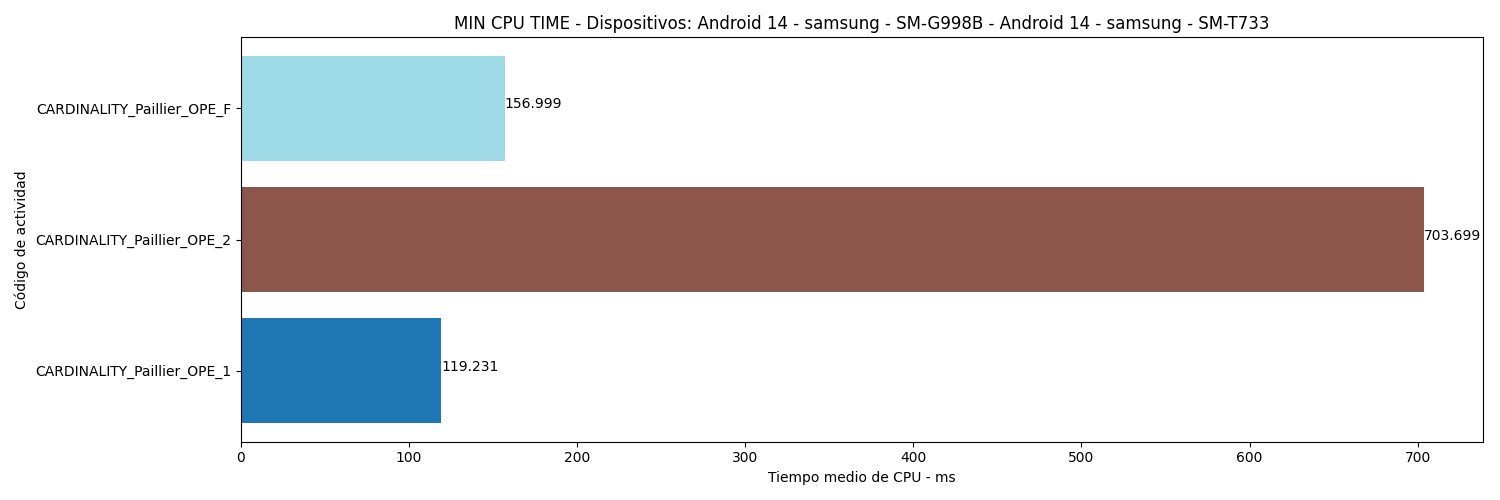 MIN CPU TIME - Dispositivos: Android 14 - samsung - SM-G998B - Android 14 - samsung - SM-T733
Código de actividad
CARDINALITY_Paillier_OPE_F
156.999
CARDINALITY_Paillier_OPE_2
703.699
CARDINALITY_Paillier_OPE_1
119.231
0 100 200 300 400 500 600 700
Tiempo medio de CPU - ms